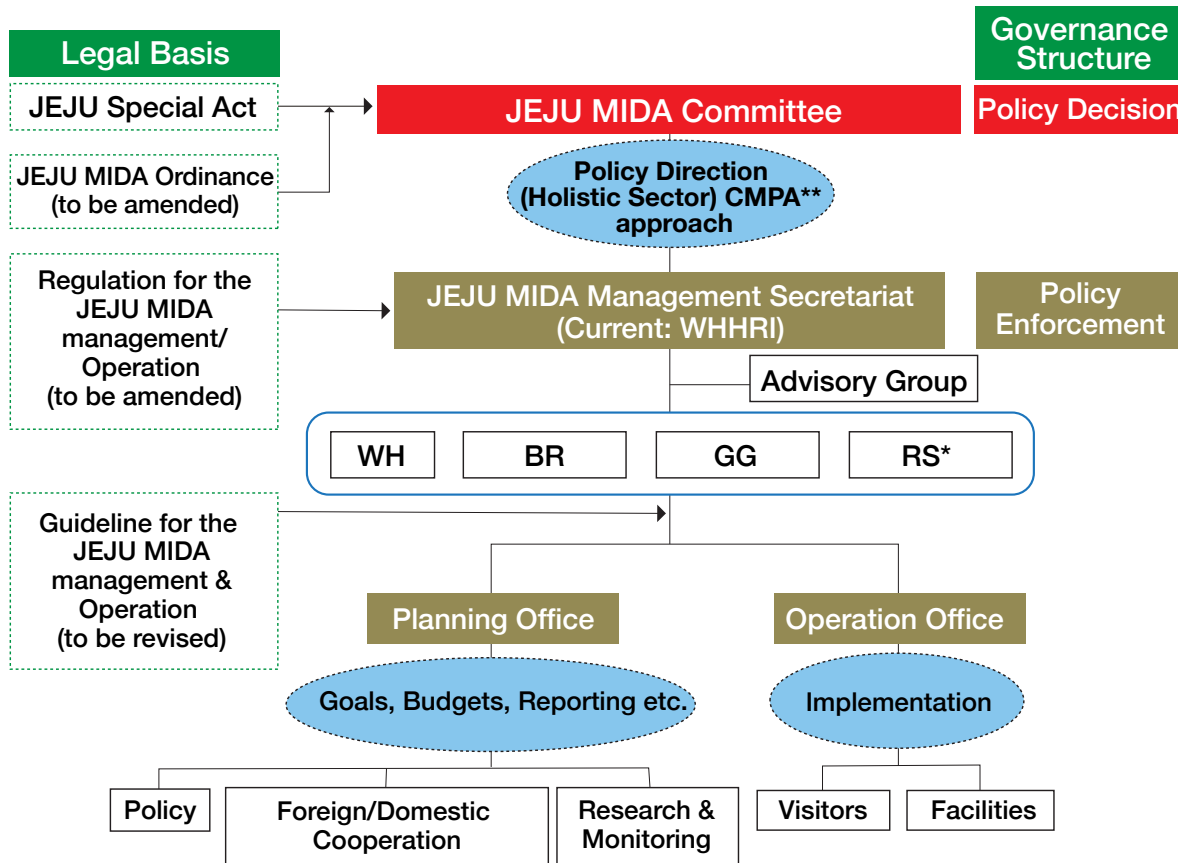 Legal Basis
Governance
Structure
JEJU Special Act
JEJU MIDA Committee
Policy Decision
JEJU MIDA Ordinance
(to be amended)
Policy Direction
(Holistic Sector) CMPA**
approach
Regulation for the
JEJU MIDA
management/
Operation
(to be amended)
JEJU MIDA Management Secretariat
(Current: WHHRI)
Policy
Enforcement
Advisory Group
WH
BR
GG
RS*
Guideline for the
JEJU MIDA
management &
Operation
(to be revised)
Planning Office
Operation Office
Goals, Budgets, Reporting etc.
Implementation
Policy
Foreign/Domestic
Cooperation
Research &
Monitoring
Visitors
Facilities